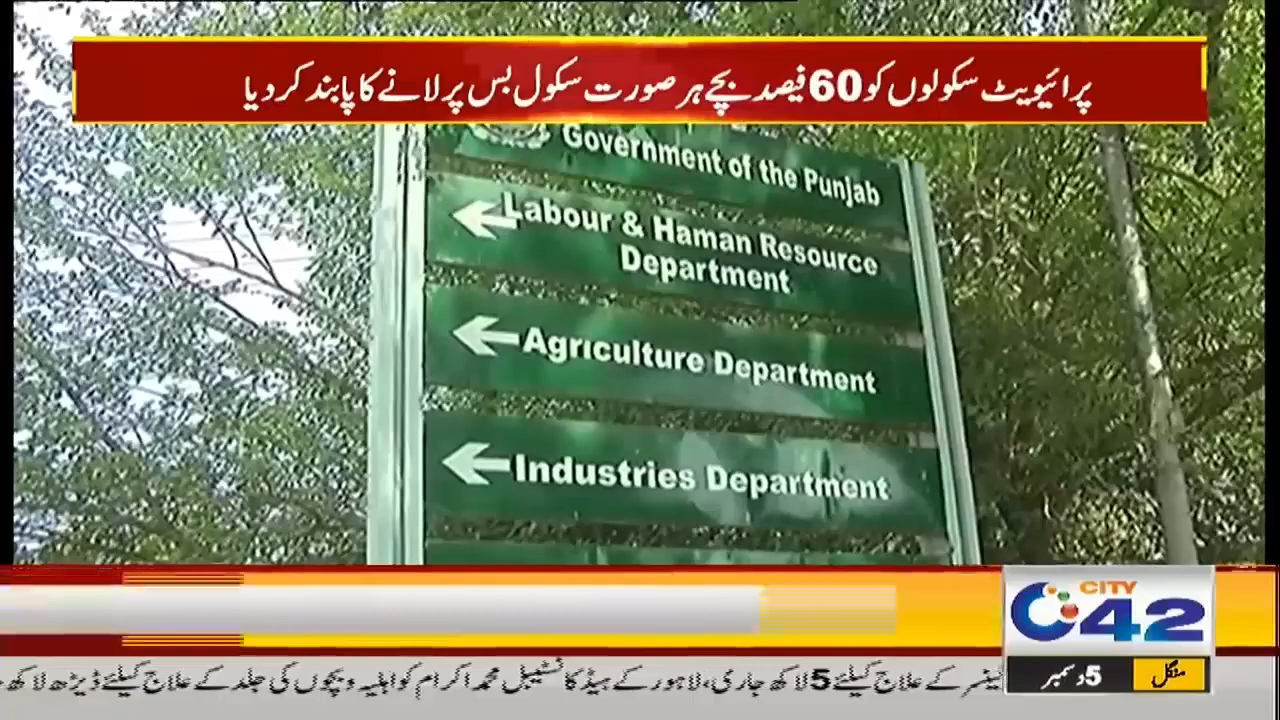 پرائیویٹ سکولوں کو 60 فیصد بچے ہر صورت سکول بس پر لانے کا پابند کر دیا
Government of the Punjab
Labour & Haman Resource
Department
Agriculture Department
Industries Department
CITY
42
کینسر کے علاج کیلئے 5 لاکھ جاری، لاہور کے ہیڈ کانسٹیبل محمد اکرام کو اہلیہ و بچوں کی جلد کے علاج کیلئے ڈیڑھ لاکھ
5 دسمبر
منگل